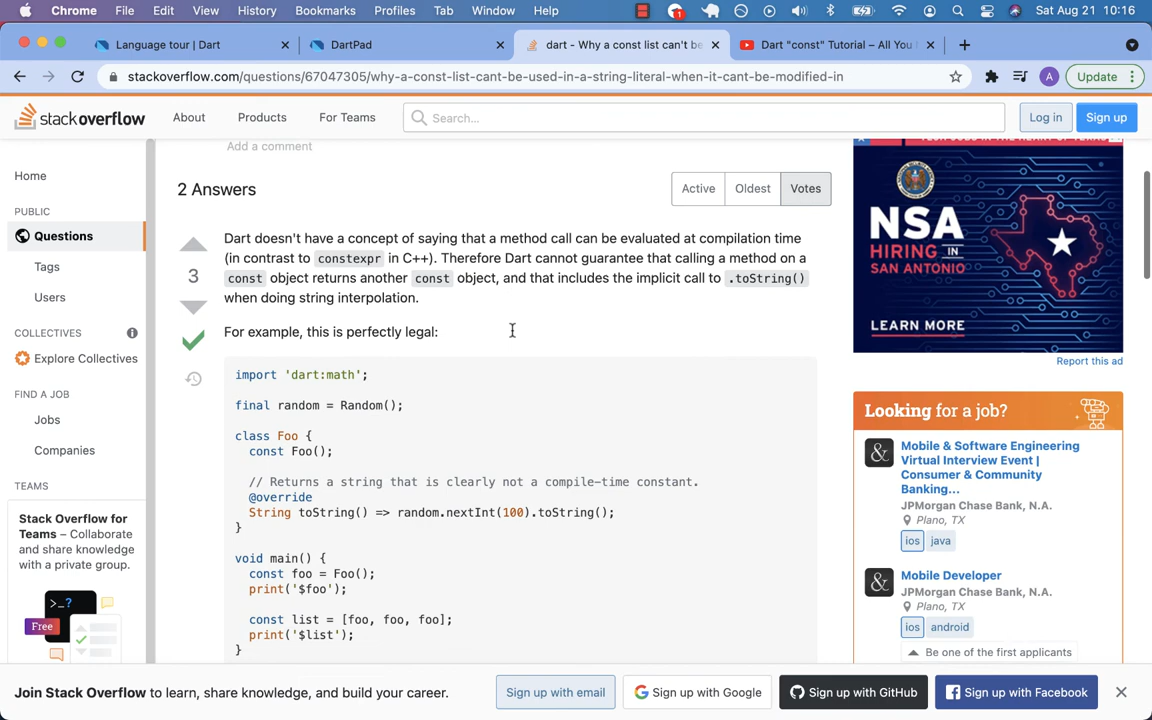 Chrome File Edit View History Bookmarks Profiles Tab Window Help 1 Sat Aug 21 10:16
Language tour | Dart
DartPad
dart - Why a const list can't be
Dart "const" Tutorial – All You
stackoverflow.com/questions/67047305/why-a-const-list-cant-be-used-in-a-string-literal-when-it-cant-be-modified-in
A
Update
stackoverflow
About
Products
For Teams
Search...
Log in
Sign up
Home
PUBLIC
Questions
Tags
Users
COLLECTIVES
Explore Collectives
FIND A JOB
Jobs
Companies
TEAMS
Stack Overflow for
Teams – Collaborate
and share knowledge
with a private group.
>_?
Free
Add a comment
2 Answers
Active
Oldest
Votes
3
Dart doesn't have a concept of saying that a method call can be evaluated at compilation time
(in contrast to constexpr in C++). Therefore Dart cannot guarantee that calling a method on a
const object returns another const object, and that includes the implicit call to .toString()
when doing string interpolation.
For example, this is perfectly legal:
import 'dart:math';
final random = Random();
class Foo {
const Foo();
// Returns a string that is clearly not a compile-time constant.
@override
String toString() => random.nextInt(100).toString();
}
void main() {
const foo = Foo();
print('$foo');
const list = [foo, foo, foo];
print('$list');
}
NSA
HIRING IN
SAN ANTONIO
LEARN MORE
Report this ad
Looking for a job?
&
Mobile & Software Engineering
Virtual Interview Event |
Consumer & Community
Banking...
JPMorgan Chase Bank, N.A.
Plano, TX
ios java
&
Mobile Developer
JPMorgan Chase Bank, N.A.
Plano, TX
ios android
Be one of the first applicants
Join Stack Overflow to learn, share knowledge, and build your career.
Sign up with email
Sign up with Google
Sign up with GitHub
Sign up with Facebook